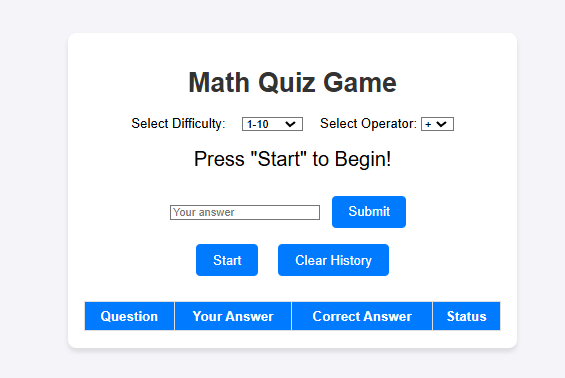 Math Quiz Game
Select Difficulty: 1-10 Select Operator: +
Press "Start" to Begin!
Your answer Submit
Start Clear History
Question Your Answer Correct Answer Status